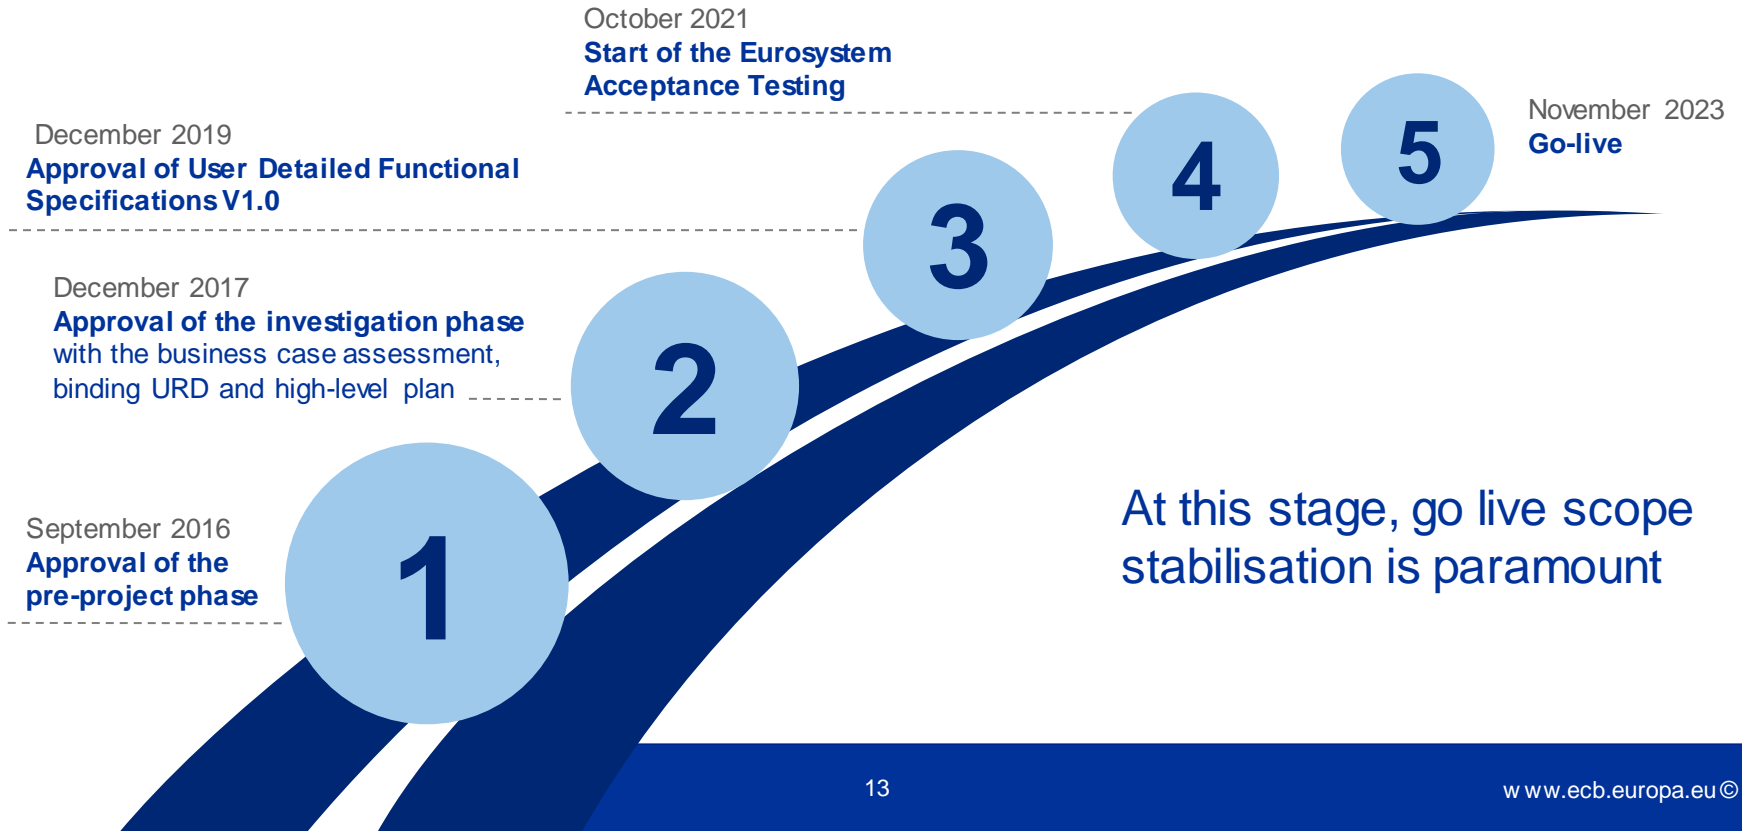 October 2021
Start of the Eurosystem
Acceptance Testing
November 2023
Go-live
December 2019
Approval of User Detailed Functional
Specifications V1.0
December 2017
Approval of the investigation phase
with the business case assessment,
binding URD and high-level plan
September 2016
Approval of the
pre-project phase
1
2
3
4
5
At this stage, go live scope
stabilisation is paramount
13
www.ecb.europa.eu©